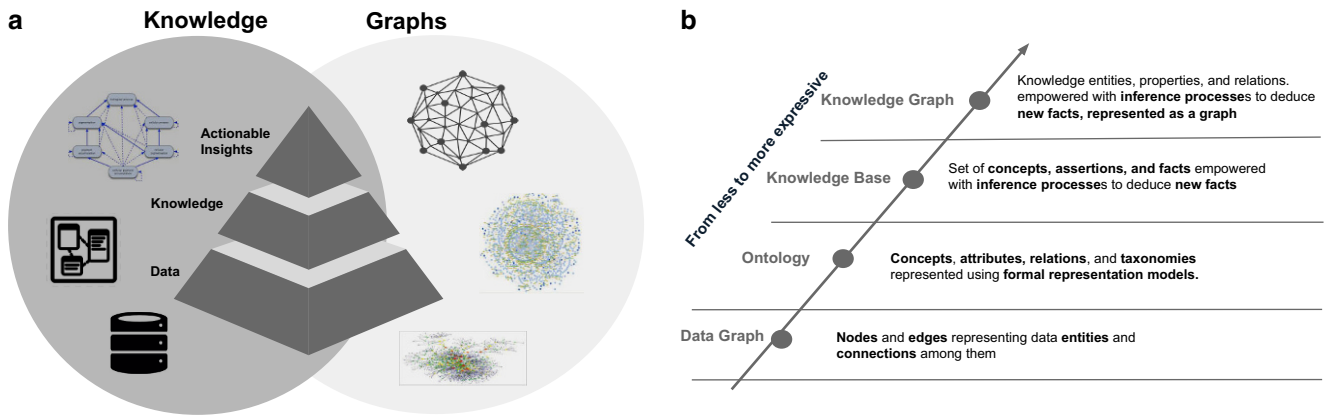 a
Knowledge
Graphs
Actionable
Insights
Knowledge
Data
b
From less to more expressive
Knowledge Graph
Knowledge entities, properties, and relations.
empowered with inference processes to deduce
new facts, represented as a graph
Knowledge Base
Set of concepts, assertions, and facts empowered
with inference processes to deduce new facts
Ontology
Concepts, attributes, relations, and taxonomies
represented using formal representation models.
Data Graph
Nodes and edges representing data entities and
connections among them